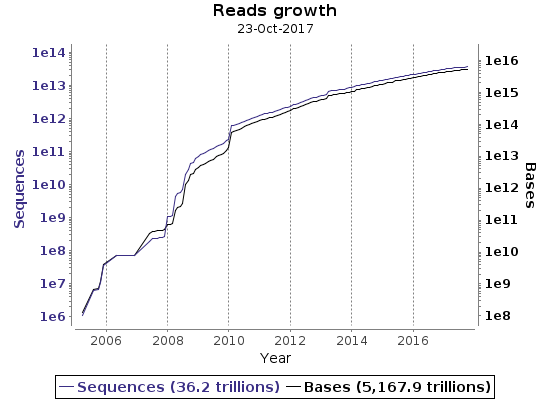 Reads growth
23-Oct-2017
1e14
1e13
1e12
1e11
1e10
1e9
1e8
1e7
1e6
Sequences
1e16
1e15
1e14
1e13
1e12
1e11
1e10
1e9
1e8
Bases
2006 2008 2010 2012 2014 2016
Year
Sequences (36.2 trillions) Bases (5,167.9 trillions)